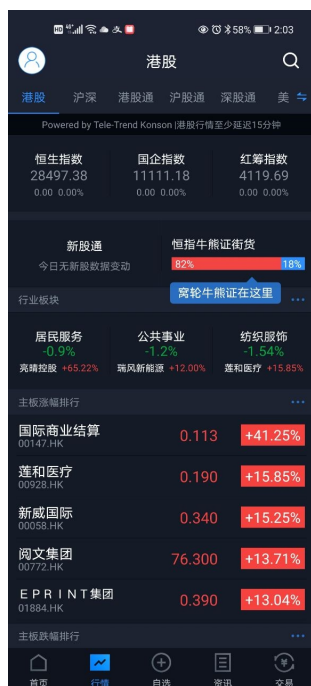 HD 4G 58% 2:03
港股
港股 沪深 港股通 沪股通 深股通 美
Powered by Tele-Trend Konson |港股行情至少延迟15分钟
恒生指数 国企指数 红筹指数
28497.38 11111.18 4119.69
0.00 0.00% 0.00 0.00% 0.00 0.00%
新股通 恒指牛熊证街货
今日无新股数据变动 82% 18%
窝轮牛熊证在这里
行业板块
居民服务 公共事业 纺织服饰
-0.9% -1.2% -1.54%
亮晴控股 +65.22% 瑞风新能源 +12.00% 莲和医疗 +15.85%
主板涨幅排行
国际商业结算 0.113 +41.25%
00147.HK
莲和医疗 0.190 +15.85%
00928.HK
新威国际 0.340 +15.25%
00058.HK
阅文集团 76.300 +13.71%
00772.HK
EPRINT集团 0.390 +13.04%
01884.HK
主板跌幅排行
首页 行情 自选 资讯 交易